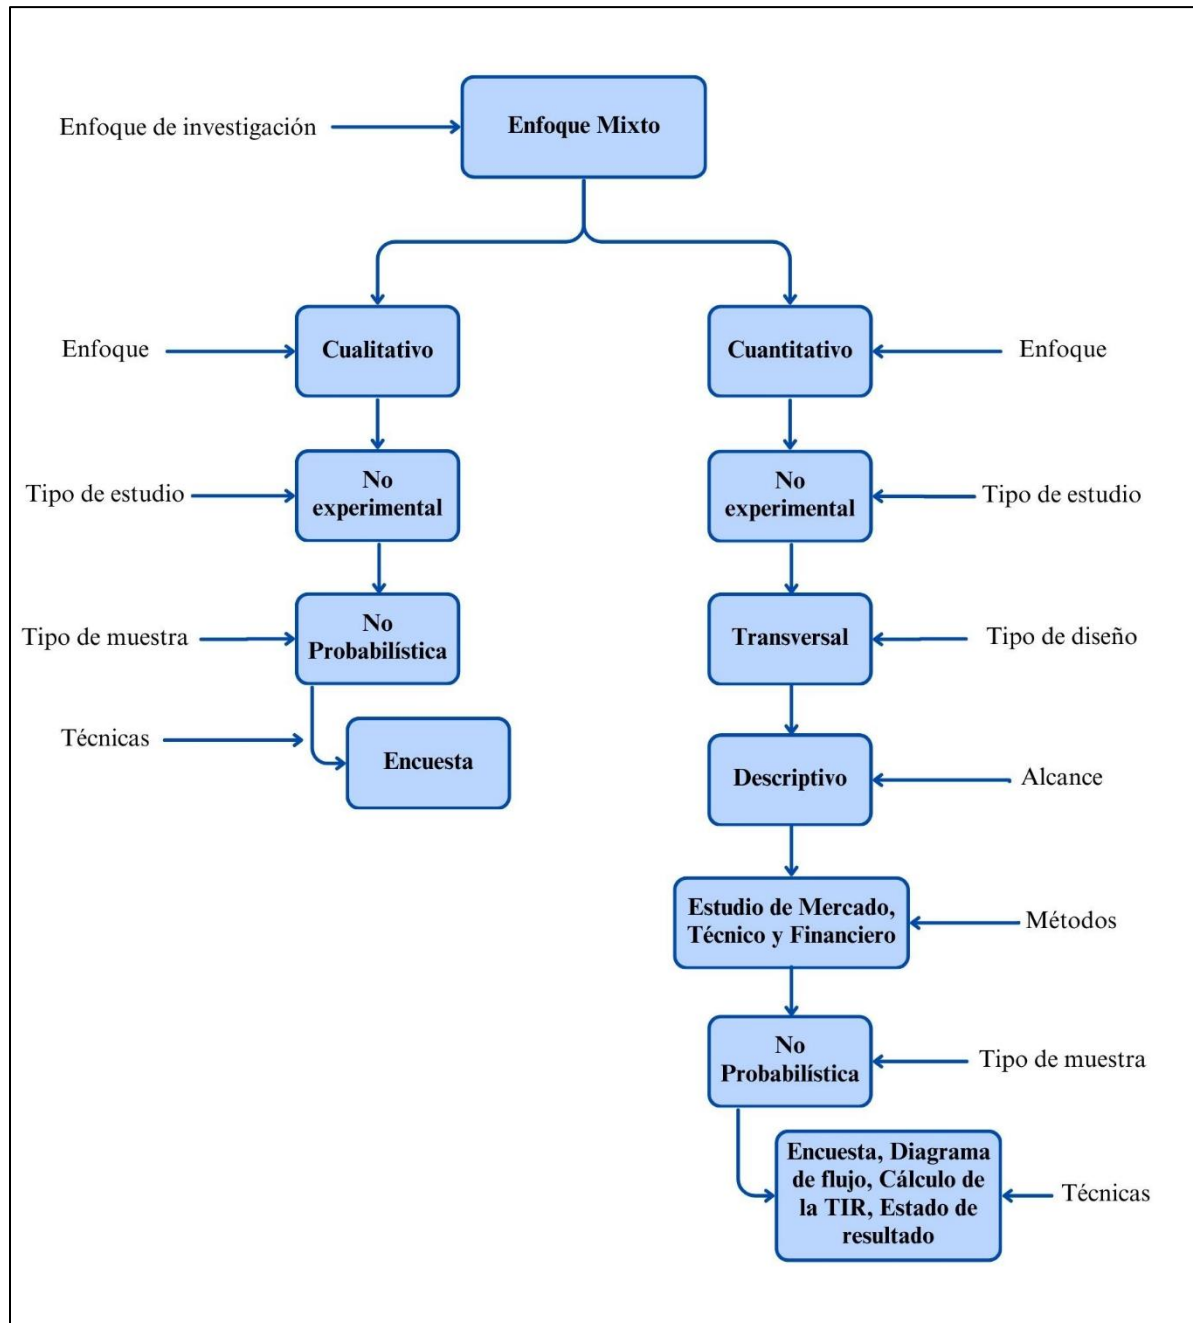 Enfoque de investigación
Enfoque Mixto
Enfoque
Cualitativo
Cuantitativo
Enfoque
Tipo de estudio
No
experimental
No
experimental
Tipo de estudio
Tipo de muestra
No
Probabilística
Transversal
Tipo de diseño
Técnicas
Encuesta
Descriptivo
Alcance
Estudio de Mercado,
Técnico y Financiero
Métodos
No
Probabilística
Tipo de muestra
Encuesta, Diagrama
de flujo, Cálculo de
la TIR, Estado de
resultado
Técnicas